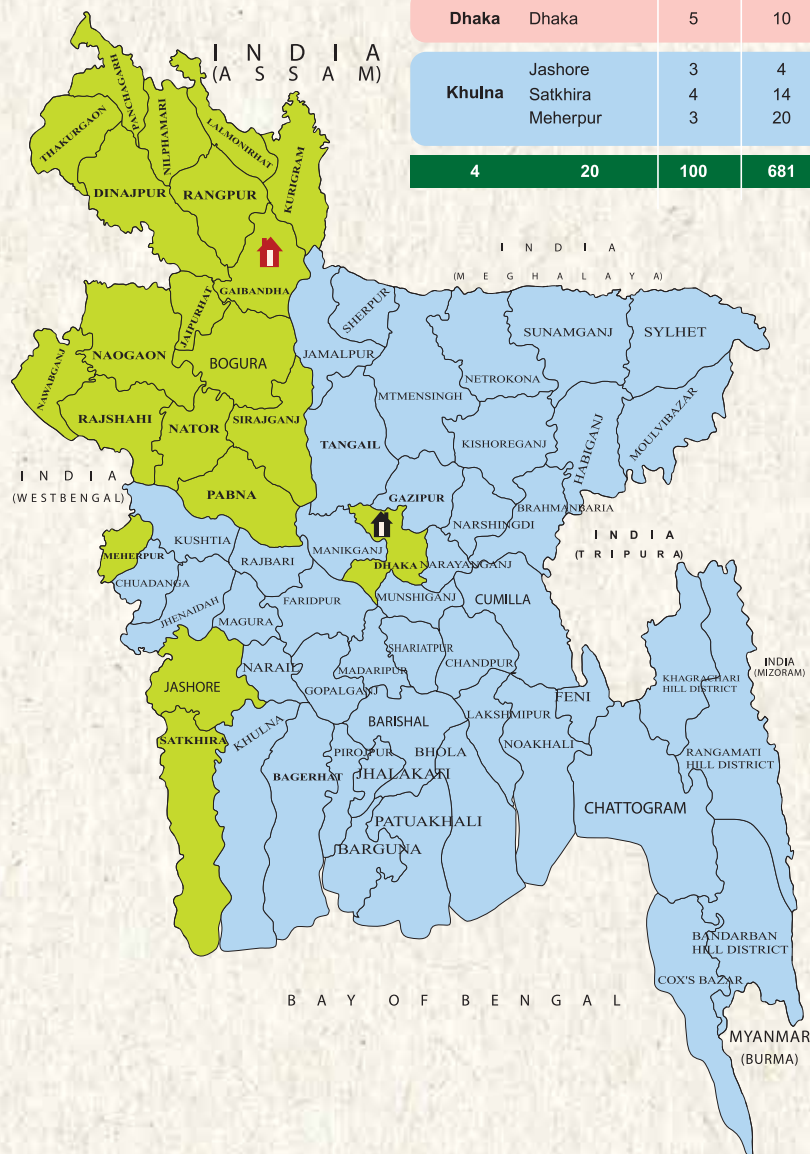 Dhaka Dhaka 5 10
Jashore 3 4
Khulna Satkhira 4 14
Meherpur 3 20
4 20 100 681
I N D I A
(A S S A M)
PANCHAGARH
THAKURGAON
NILPHAMARI
LALMONIRHAT
KURIGRAM
DINAJPUR
RANGPUR
I N D I A
(M E G H A L A Y A)
GAIBANDHA
JAIPURHAT
SHERPUR
SUNAMGANJ
SYLHET
NAOGAON
BOGURA
JAMALPUR
NAWABGANJ
NETROKONA
MTMENSINGH
MOULVIBAZAR
RAJSHAHI
NATOR
SIRAJGANJ
TANGAIL
KISHOREGANJ
HABIGANJ
I N D I A
(WESTBENGAL)
PABNA
GAZIPUR
BRAHMANBARIA
NARSHINGDI
I N D I A
(T R I P U R A)
KUSHTIA
MEHERPUR
MANIKGANJ
RAJBARI
DHAKA
NARAYANGANJ
CHUADANGA
JHENAIDAH
FARIDPUR
MUNSHIGANJ
CUMILLA
MAGURA
SHARIATPUR
NARAIL
MADARIPUR
CHANDPUR
INDIA
(MIZORAM)
KHAGRACHARI
HILL DISTRICT
JASHORE
GOPALGANJ
FENI
BARISHAL
LAKSHMIPUR
KHULNA
SATKHIRA
PIROJPUR
BHOLA
NOAKHALI
RANGAMATI
HILL DISTRICT
BAGERHAT
JHALAKATI
CHATTOGRAM
PATUAKHALI
BARGUNA
BANDARBAN
HILL DISTRICT
COX'S BAZAR
B A Y O F B E N G A L
MYANMAR
(BURMA)